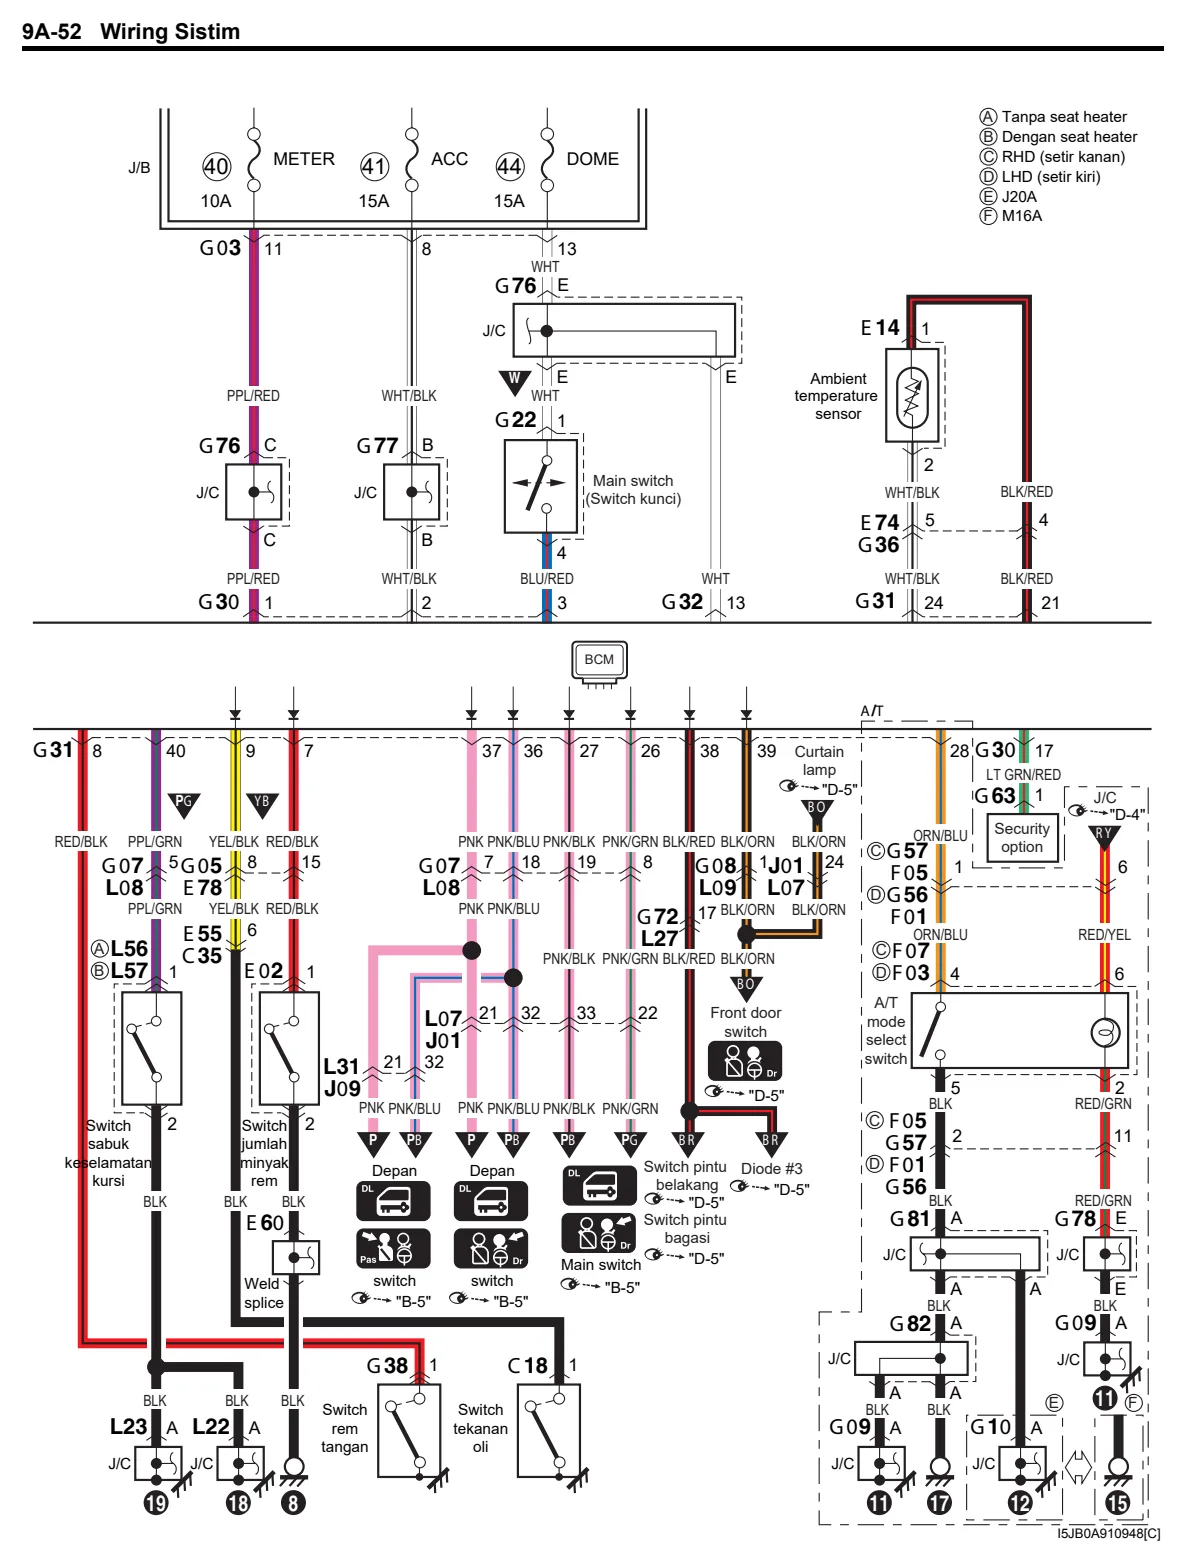 9A-52 Wiring Sistim
Ⓐ Tanpa seat heater
Ⓑ Dengan seat heater
Ⓒ RHD (setir kanan)
Ⓓ LHD (setir kiri)
Ⓔ J20A
Ⓕ M16A
J/B
40 METER 41 ACC 44 DOME
10A 15A 15A
G03 11 8 13
WHT
G76 E
J/C
E E
W
WHT
G22 1
E14 1
Ambient
temperature
sensor
2
PPL/RED WHT/BLK
G76 C G77 B
J/C J/C
C B
Main switch
(Switch kunci)
4
WHT/BLK BLK/RED
E74 5 4
G36
PPL/RED WHT/BLK BLU/RED WHT WHT/BLK BLK/RED
G30 1 2 3 G32 13 G31 24 21
BCM
A/T
G31 8 40 9 7 37 36 27 26 38 39 28 G30 17
Curtain
lamp
"D-5"
LT GRN/RED
G63 1
Security
option
J/C
"D-4"
PG YB BO RY
RED/BLK PPL/GRN YEL/BLK RED/BLK PNK PNK/BLU PNK/BLK PNK/GRN BLK/RED BLK/ORN BLK/ORN ORN/BLU
G07 5 G05 8 15 G07 7 18 19 8 G08 1 J01 24
L08 E78 L08 L09 L07
ⒸG57 1 6
F05
ⒹG56
F01
PPL/GRN YEL/BLK RED/BLK PNK PNK/BLU BLK/ORN BLK/ORN
G72 17
L27
E55 6
C35
ORN/BLU RED/YEL
ⒶL56
ⒷL57 1 E02 1
PNK/BLK PNK/GRN BLK/RED BLK/ORN
ⒸF07
ⒹF03 4 6
BO
Front door
switch
Dr
"D-5"
A/T
mode
select
switch
L07 21 32 33 22
J01
L31 21 32
J09
5 2
BLK RED/GRN
PNK PNK/BLU PNK PNK/BLU PNK/BLK PNK/GRN
2 2
Switch
sabuk
keselamatan
kursi
Switch
jumlah
minyak
rem
P PB P PB PB PG BR BR
Ⓒ F05
G57 2 11
Ⓓ F01
G56
Depan
DL
Pas
switch
"B-5"
Depan
DL
Dr
switch
"B-5"
DL
Dr
Main switch
"B-5"
Switch pintu
belakang
"D-5"
Switch pintu
bagasi
"D-5"
Diode #3
"D-5"
BLK BLK BLK BLK RED/GRN
E60
Weld
splice
G81 A G78 E
J/C J/C
A A E
BLK BLK
G82 A G09 A
J/C J/C
11
A A
BLK BLK
G38 1 C18 1
Switch
rem
tangan
Switch
tekanan
oli
BLK BLK BLK
L23 A L22 A
J/C J/C
19 18 8
Ⓔ Ⓕ
G09 A G10 A
J/C J/C
11 17 12 15
I5JB0A910948[C]